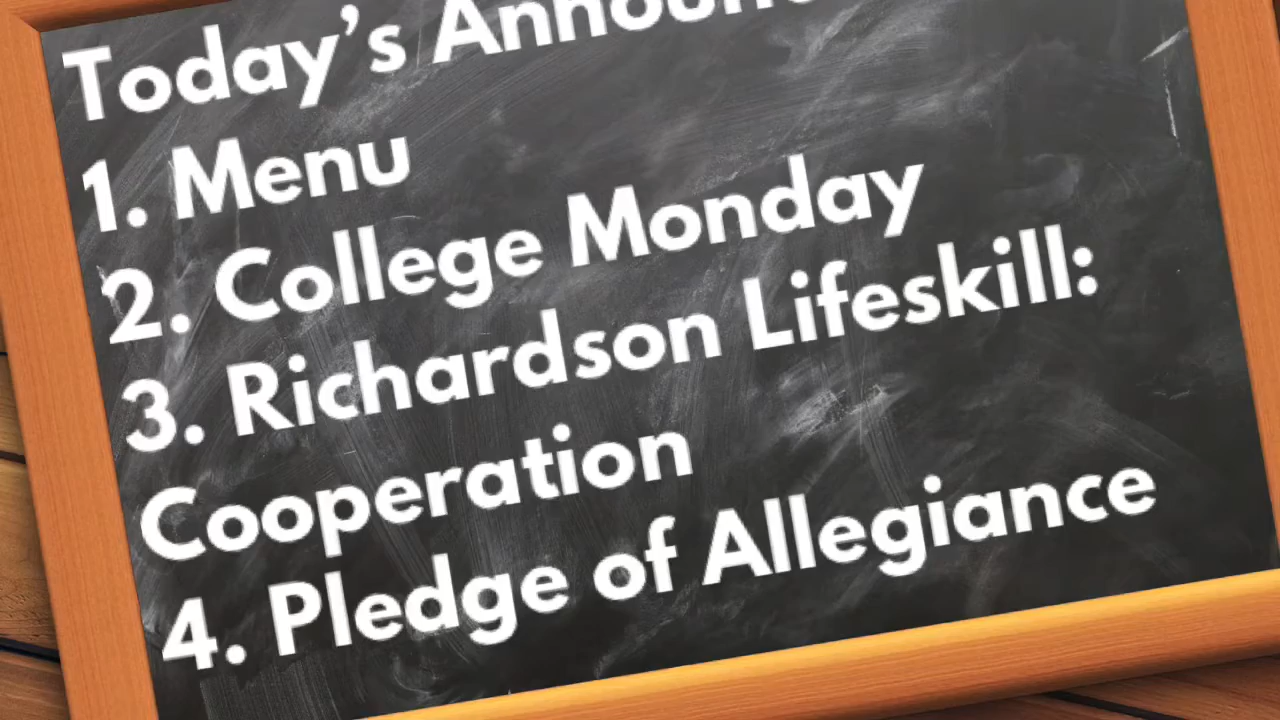 Today's
1. Menu
2. College Monday
3. Richardson Lifeskill:
Cooperation
4. Pledge of Allegiance